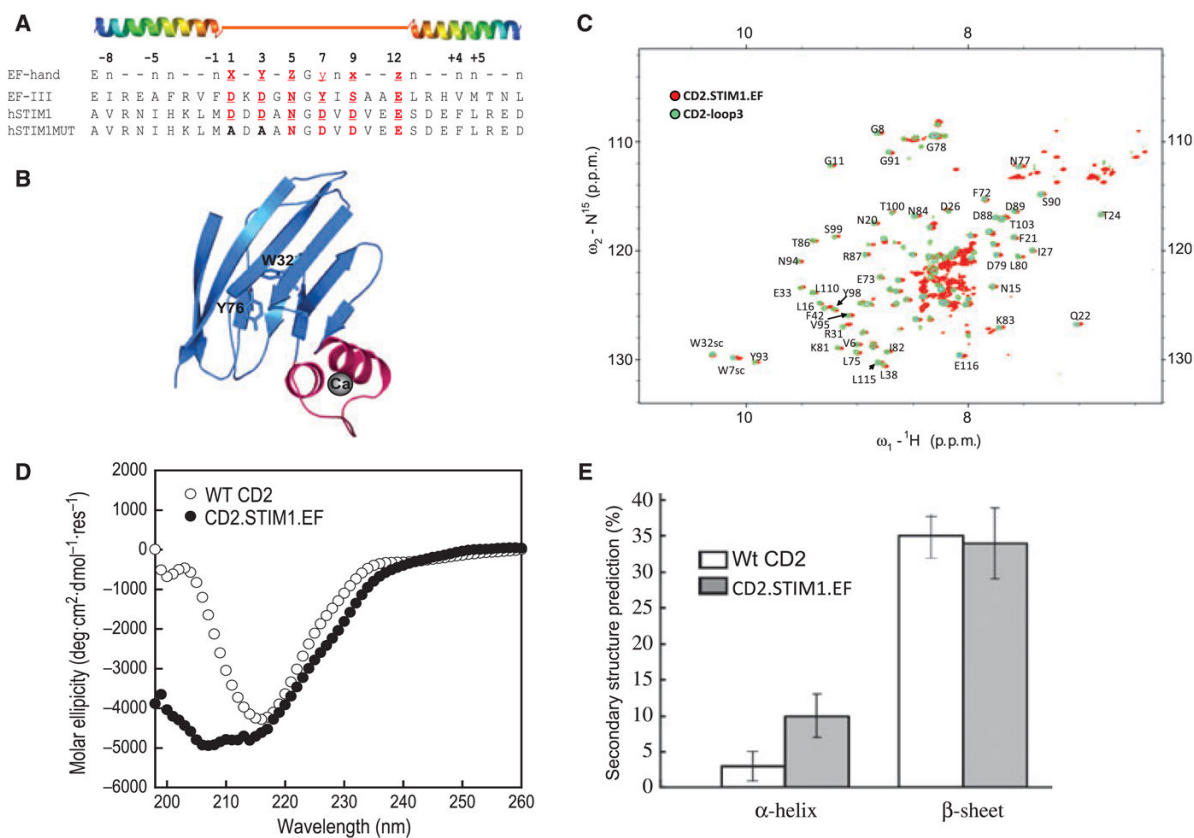 A
−8 −5 −1 1 3 5 7 9 12 +4 +5
EF-hand E n - - n n - - n X - Y - Z G y n x - - z n - - n n - - n
EF-III E I R E A F R V F D K D G N G Y I S A A E L R H V M T N L
hSTIM1 A V R N I H K L M D D D A N G D V D V E E S D E F L R E D
hSTIM1MUT A V R N I H K L M A D A A N G D V D V E E S D E F L R E D
B
W32
Y76
Ca
C
10 8
CD2.STIM1.EF
CD2-loop3
110 120 130
110 120 130
ω2 - N15 (p.p.m.)
G8
G91
G78
N77
G11
F72
S90
T100
N84
D26
D88
D89
T24
N20
T103
S99
T86
F21
R87
I27
N94
D79
L80
E73
E33
L110
Y98
N15
L16
F42
Q22
V95
K83
R31
W32sc
K81
V6
I82
Y93
L75
E116
W7sc
L115
L38
10 8
ω1 - 1H (p.p.m.)
D
2000
1000
0
−1000
−2000
−3000
−4000
−5000
−6000
Molar ellipicity (deg·cm2·dmol−1·res−1)
WT CD2
CD2.STIM1.EF
200 210 220 230 240 250 260
Wavelength (nm)
E
40
35
30
25
20
15
10
5
0
Secondary structure prediction (%)
Wt CD2
CD2.STIM1.EF
α-helix β-sheet